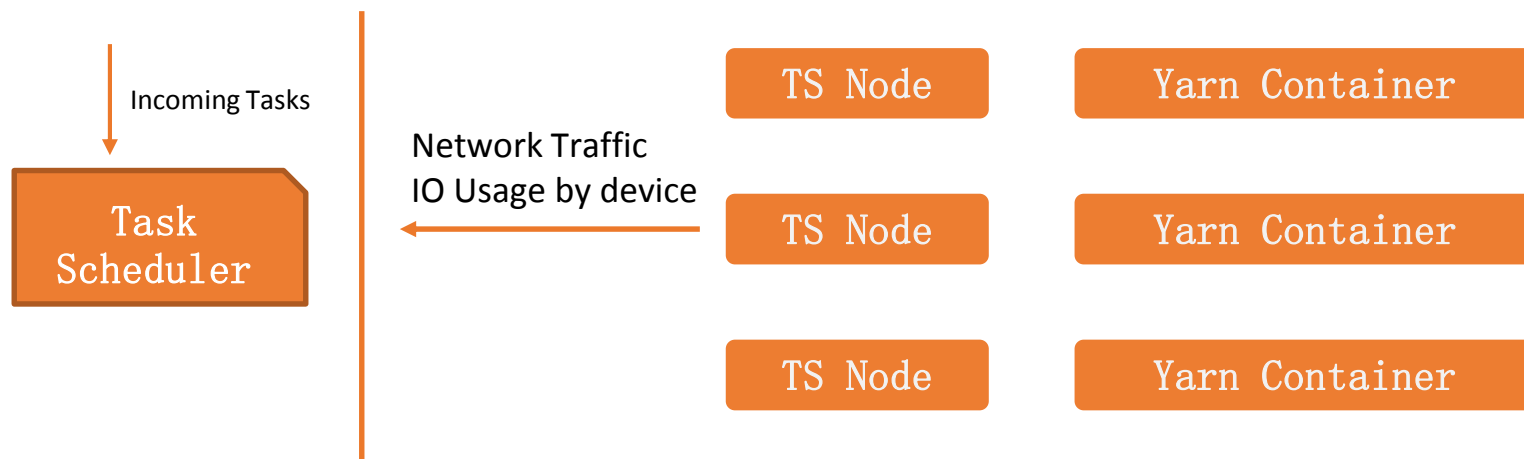 Incoming Tasks
Task
Scheduler
Network Traffic
IO Usage by device
TS Node
Yarn Container
TS Node
Yarn Container
TS Node
Yarn Container